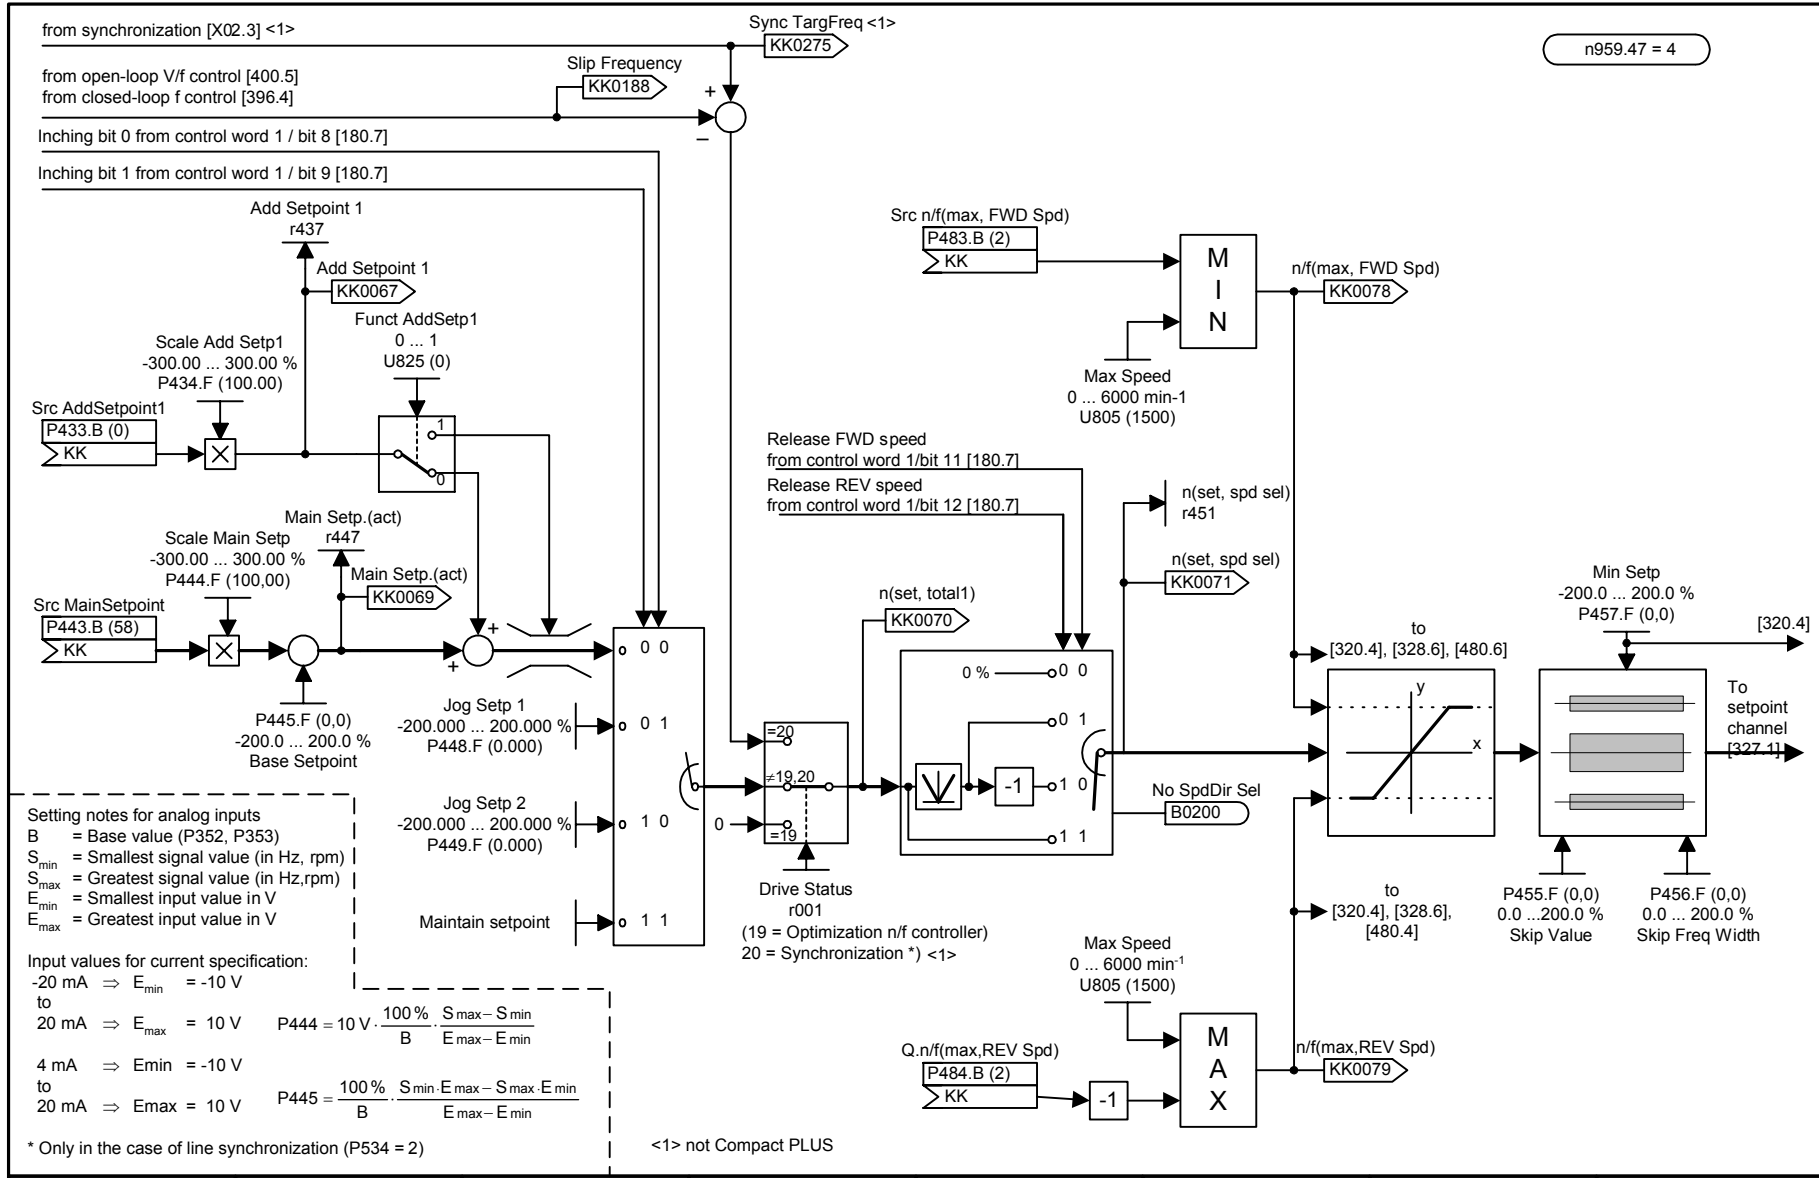 from synchronization [X02.3] <1>
Sync TargFreq <1>
KK0275
n959.47 = 4
from open-loop V/f control [400.5]
from closed-loop f control [396.4]
Slip Frequency
KK0188
+
–
Inching bit 0 from control word 1 / bit 8 [180.7]
Inching bit 1 from control word 1 / bit 9 [180.7]
Add Setpoint 1
r437
Add Setpoint 1
KK0067
Funct AddSetp1
0 ... 1
U825 (0)
1
0
Scale Add Setp1
-300.00 ... 300.00 %
P434.F (100.00)
Src AddSetpoint1
P433.B (0)
KK
Scale Main Setp
-300.00 ... 300.00 %
P444.F (100,00)
Main Setp.(act)
r447
Main Setp.(act)
KK0069
Src MainSetpoint
P443.B (58)
KK
+
+
P445.F (0,0)
-200.0 ... 200.0 %
Base Setpoint
0 0
Jog Setp 1
-200.000 ... 200.000 %
P448.F (0.000)
0 1
Jog Setp 2
-200.000 ... 200.000 %
P449.F (0.000)
1 0
Maintain setpoint
1 1
=20
≠19,20
0
=19
Drive Status
r001
(19 = Optimization n/f controller)
20 = Synchronization *) <1>
n(set, total1)
KK0070
Release FWD speed
from control word 1/bit 11 [180.7]
Release REV speed
from control word 1/bit 12 [180.7]
0 %
0 0
0 1
-1
1 0
1 1
n(set, spd sel)
r451
n(set, spd sel)
KK0071
No SpdDir Sel
B0200
Src n/f(max, FWD Spd)
P483.B (2)
KK
M
I
N
Max Speed
0 ... 6000 min-1
U805 (1500)
n/f(max, FWD Spd)
KK0078
to
[320.4], [328.6], [480.6]
y
x
to
[320.4], [328.6],
[480.4]
Max Speed
0 ... 6000 min-1
U805 (1500)
Q.n/f(max,REV Spd)
P484.B (2)
KK
-1
M
A
X
n/f(max,REV Spd)
KK0079
Min Setp
-200.0 ... 200.0 %
P457.F (0,0)
[320.4]
To
setpoint
channel
[327.1]
P455.F (0,0)
0.0 ...200.0 %
Skip Value
P456.F (0,0)
0.0 ... 200.0 %
Skip Freq Width
Setting notes for analog inputs
B = Base value (P352, P353)
Smin = Smallest signal value (in Hz, rpm)
Smax = Greatest signal value (in Hz,rpm)
Emin = Smallest input value in V
Emax = Greatest input value in V
Input values for current specification:
-20 mA ⇒ Emin = -10 V
to
20 mA ⇒ Emax = 10 V
P444 = 10 V · 100 % / B · Smax – Smin / Emax – Emin
4 mA ⇒ Emin = -10 V
to
20 mA ⇒ Emax = 10 V
P445 = 100 % / B · Smin · Emax – Smax · Emin / Emax – Emin
* Only in the case of line synchronization (P534 = 2)
<1> not Compact PLUS